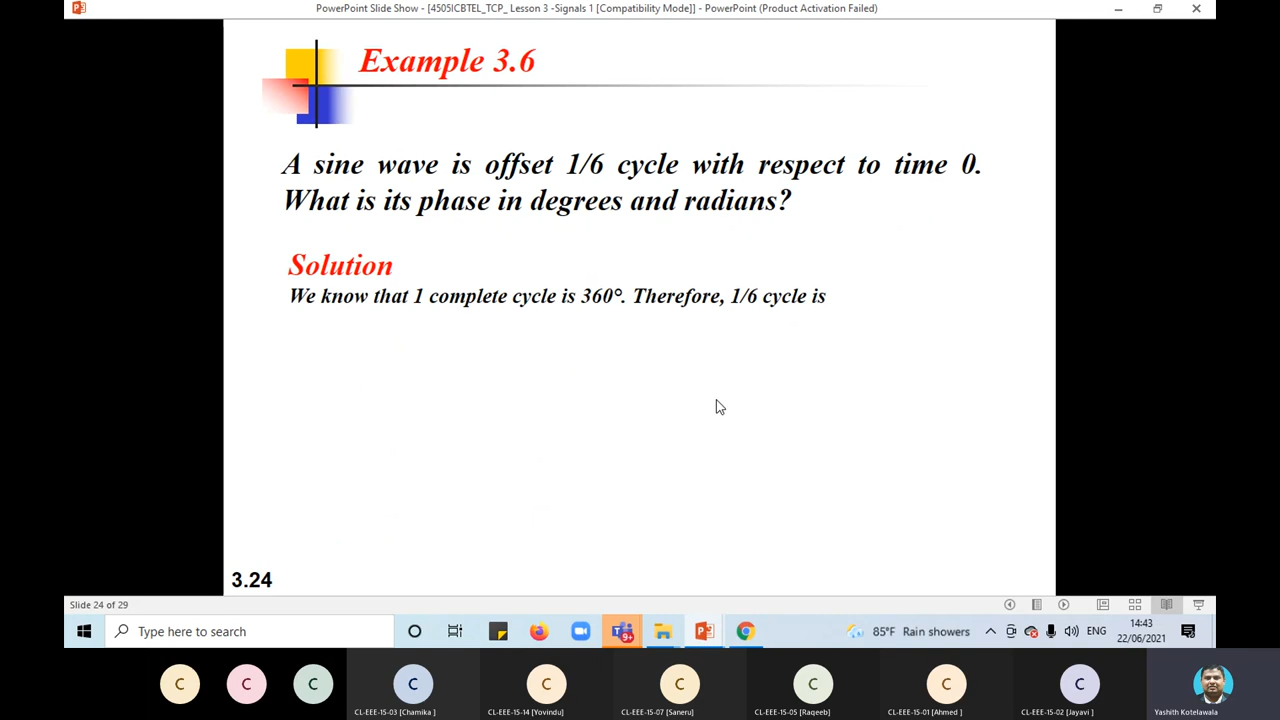 PowerPoint Slide Show - [4505ICBTEL_TCP_ Lesson 3 -Signals 1 [Compatibility Mode]] - PowerPoint (Product Activation Failed)
Example 3.6
A sine wave is offset 1/6 cycle with respect to time 0.
What is its phase in degrees and radians?
Solution
We know that 1 complete cycle is 360°. Therefore, 1/6 cycle is
3.24
Slide 24 of 29
Type here to search
9+
85°F Rain showers
ENG
14:43
22/06/2021
C
C
C
C
C
C
C
C
C
CL-EEE-15-03 [Chamika ]
CL-EEE-15-14 [Yovindu]
CL-EEE-15-07 [Saneru]
CL-EEE-15-05 [Raqeeb]
CL-EEE-15-01 [Ahmed ]
CL-EEE-15-02 [Jayavi ]
Yashith Kotelawala